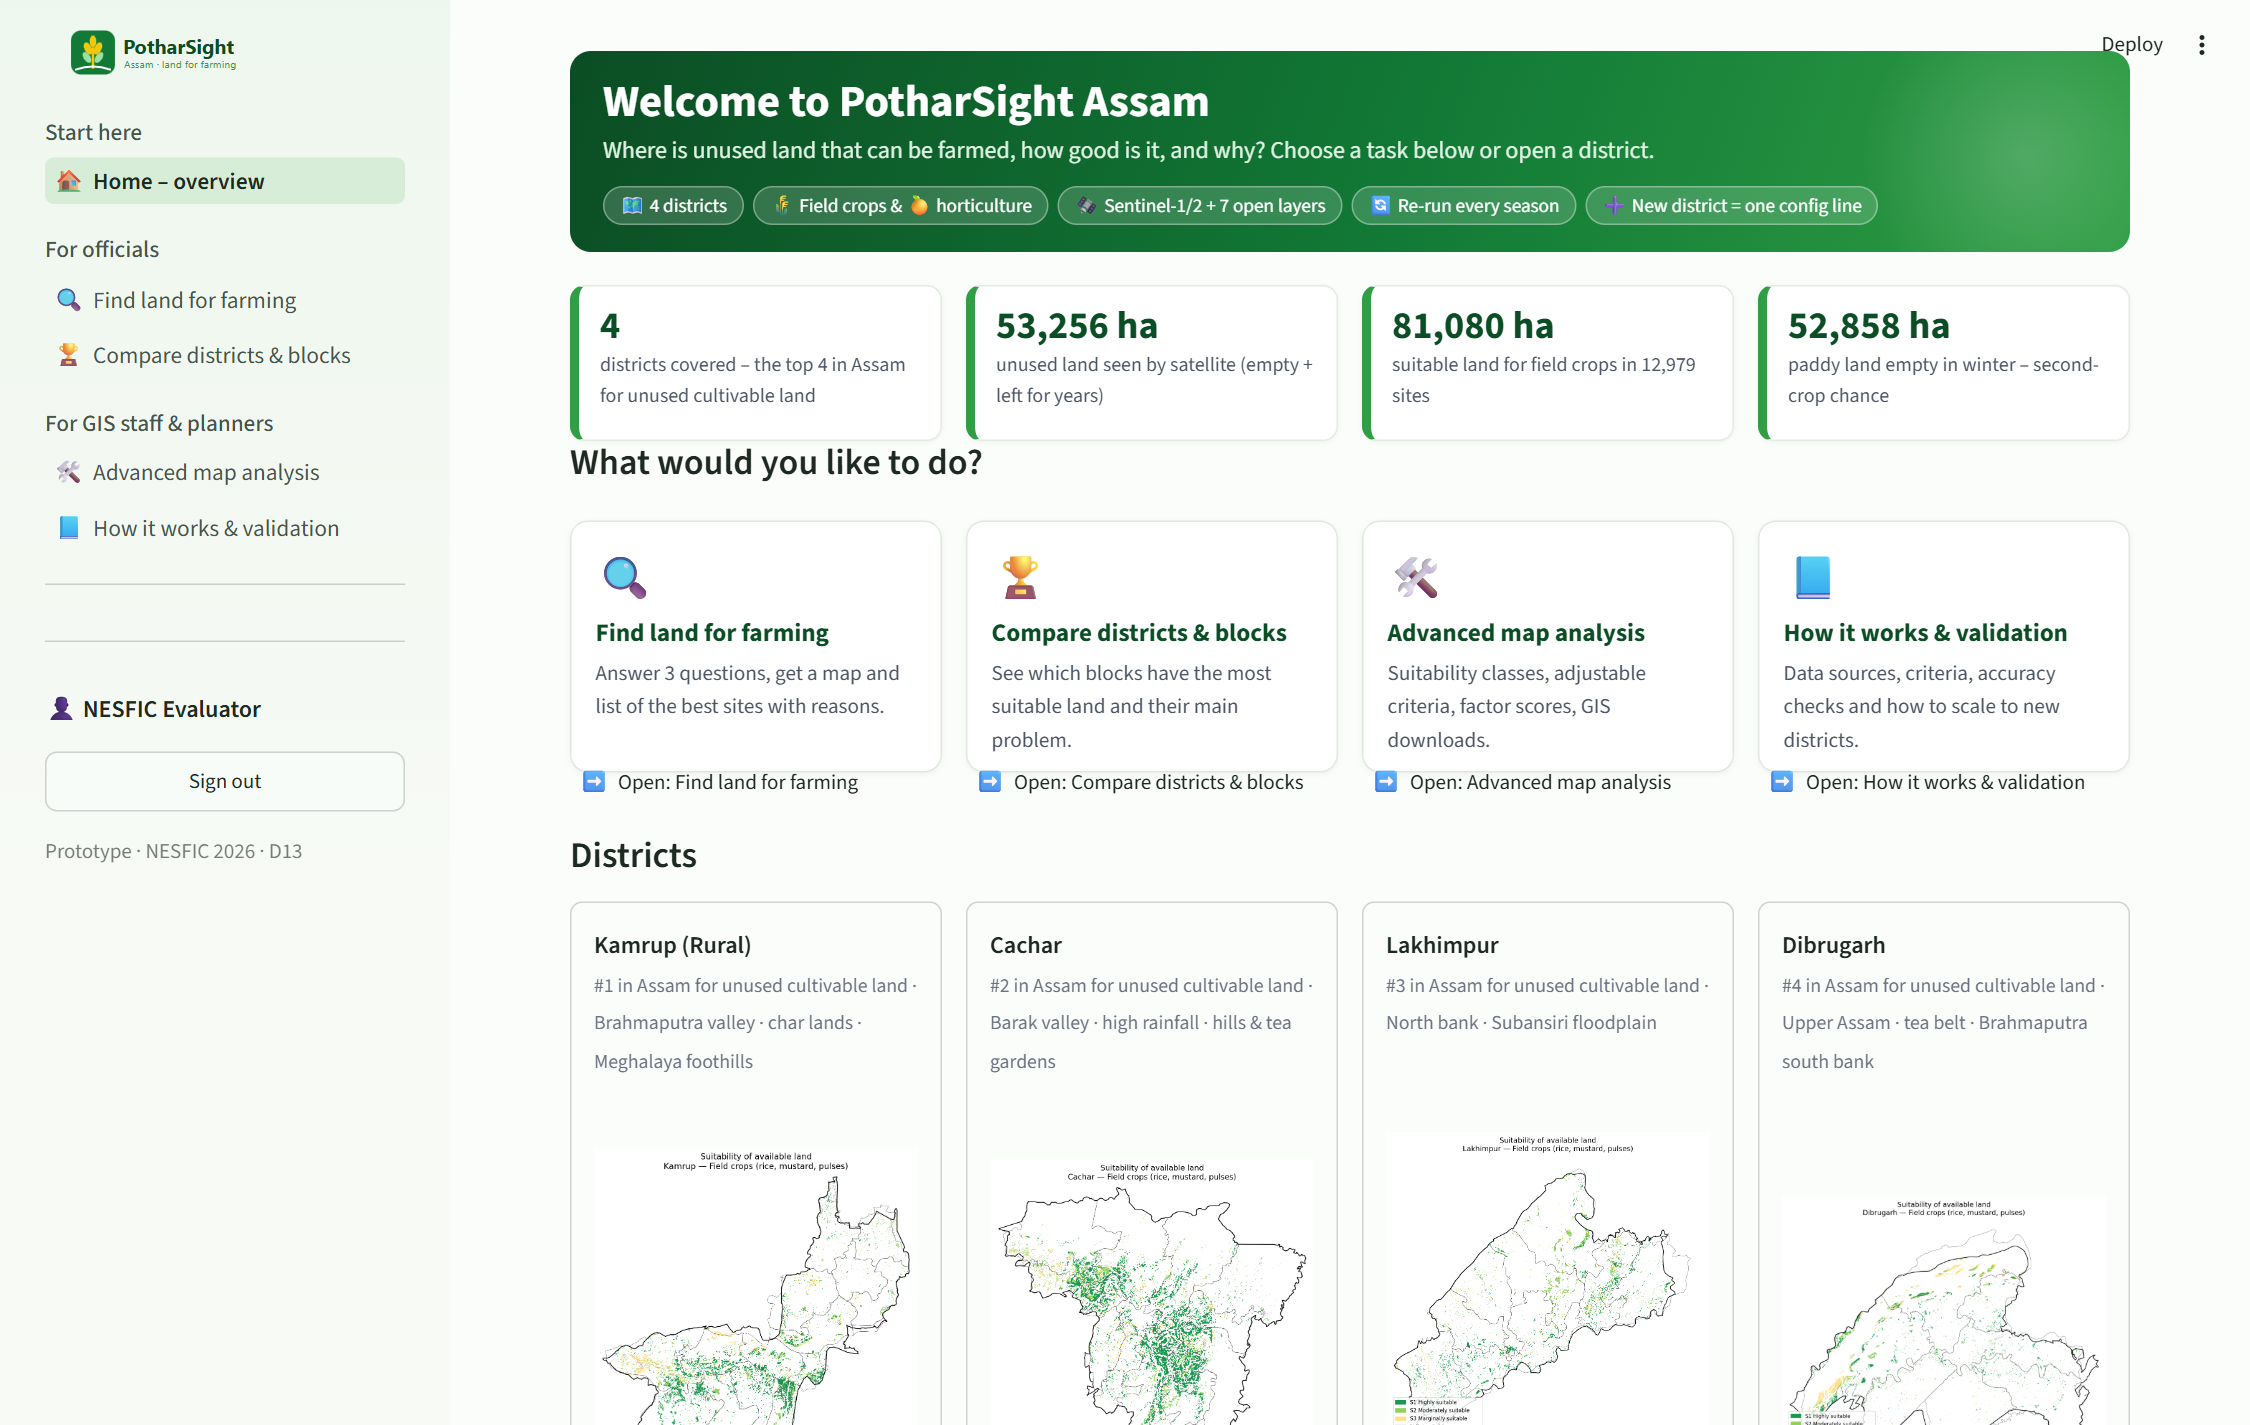 PotharSight
Assam · land for farming
Start here
Home – overview
For officials
Find land for farming
Compare districts & blocks
For GIS staff & planners
Advanced map analysis
How it works & validation
NESFIC Evaluator
Sign out
Prototype · NESFIC 2026 · D13
Deploy
Welcome to PotharSight Assam
Where is unused land that can be farmed, how good is it, and why? Choose a task below or open a district.
4 districts
Field crops & horticulture
Sentinel-1/2 + 7 open layers
Re-run every season
New district = one config line
4
districts covered – the top 4 in Assam
for unused cultivable land
53,256 ha
unused land seen by satellite (empty +
left for years)
81,080 ha
suitable land for field crops in 12,979
sites
52,858 ha
paddy land empty in winter – second-
crop chance
What would you like to do?
Find land for farming
Answer 3 questions, get a map and
list of the best sites with reasons.
Open: Find land for farming
Compare districts & blocks
See which blocks have the most
suitable land and their main
problem.
Open: Compare districts & blocks
Advanced map analysis
Suitability classes, adjustable
criteria, factor scores, GIS
downloads.
Open: Advanced map analysis
How it works & validation
Data sources, criteria, accuracy
checks and how to scale to new
districts.
Open: How it works & validation
Districts
Kamrup (Rural)
#1 in Assam for unused cultivable land ·
Brahmaputra valley · char lands ·
Meghalaya foothills
Suitability of available land
Kamrup — Field crops (rice, mustard, pulses)
Cachar
#2 in Assam for unused cultivable land ·
Barak valley · high rainfall · hills & tea
gardens
Suitability of available land
Cachar — Field crops (rice, mustard, pulses)
Lakhimpur
#3 in Assam for unused cultivable land ·
North bank · Subansiri floodplain
Suitability of available land
Lakhimpur — Field crops (rice, mustard, pulses)
S1 Highly suitable
S2 Moderately suitable
S3 Marginally suitable
Dibrugarh
#4 in Assam for unused cultivable land ·
Upper Assam · tea belt · Brahmaputra
south bank
Suitability of available land
Dibrugarh — Field crops (rice, mustard, pulses)
S1 Highly suitable
S2 Moderately suitable